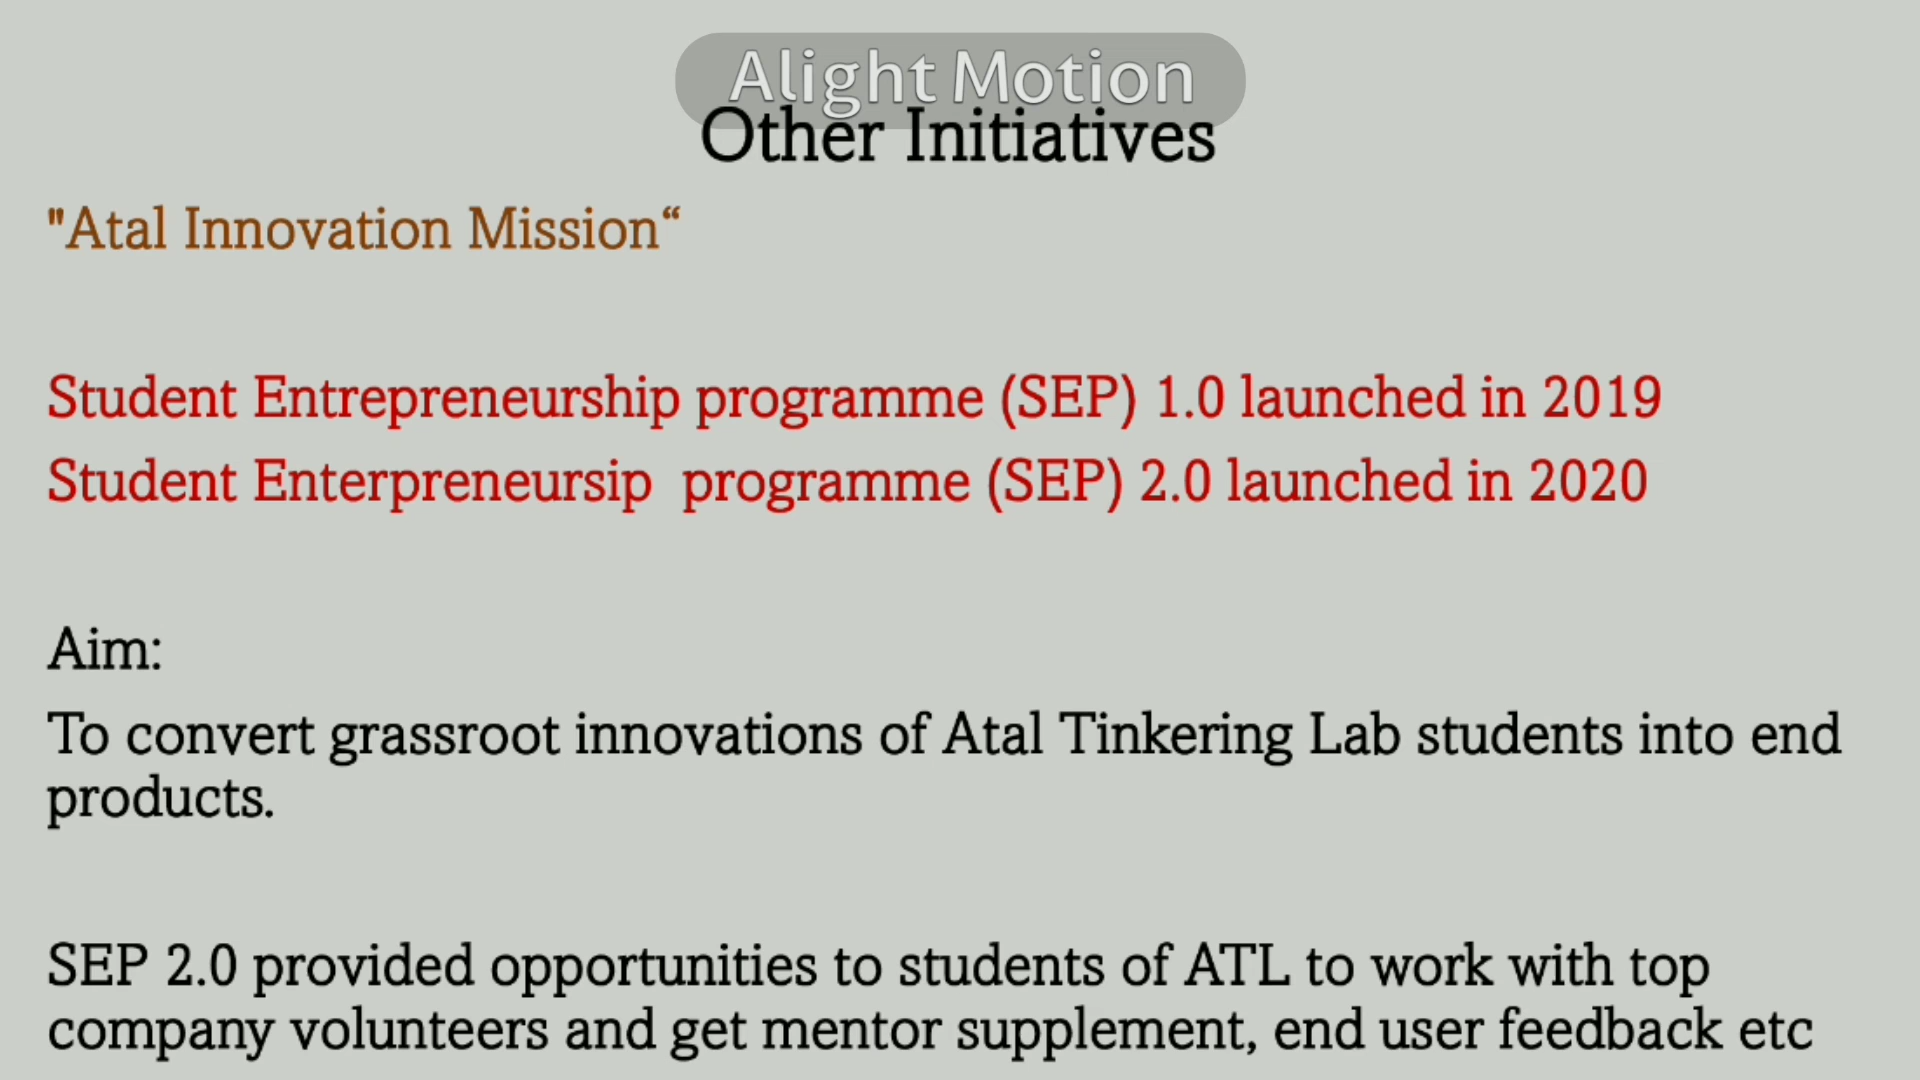 Alight Motion
Other Initiatives
"Atal Innovation Mission“
Student Entrepreneurship programme (SEP) 1.0 launched in 2019
Student Enterpreneursip  programme (SEP) 2.0 launched in 2020
Aim:
To convert grassroot innovations of Atal Tinkering Lab students into end
products.
SEP 2.0 provided opportunities to students of ATL to work with top
company volunteers and get mentor supplement, end user feedback etc